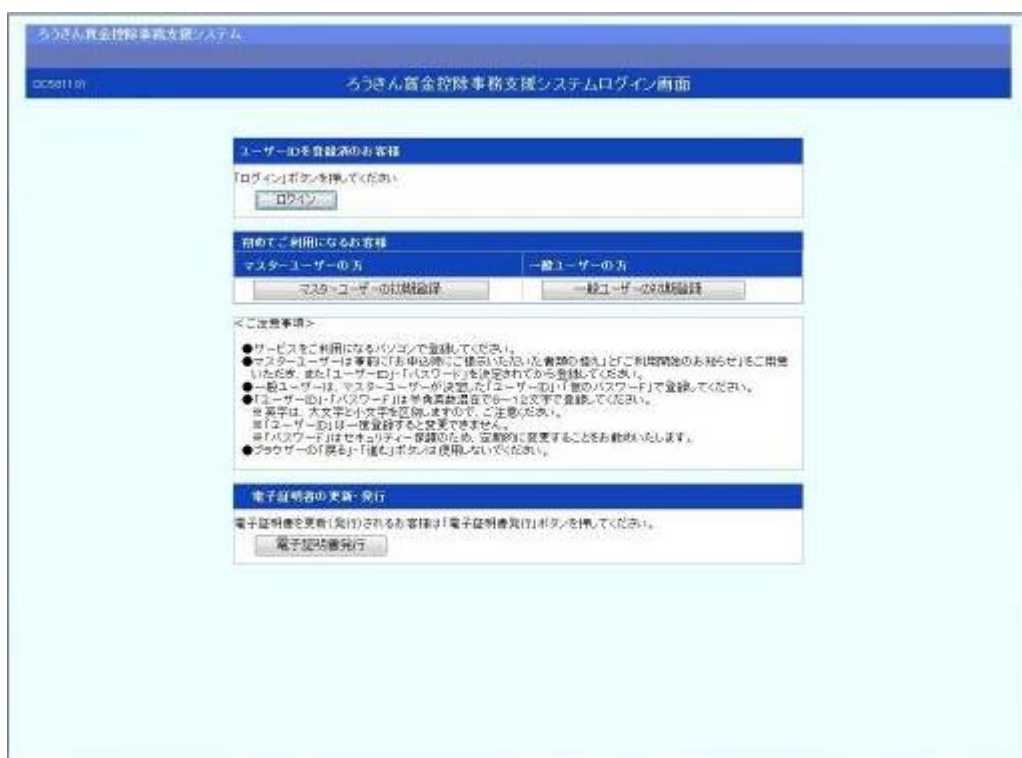 ろうきん賃金控除事務支援システム
ろうきん賃金控除事務支援システムログイン画面
ユーザーIDを登録済のお客様
「ログイン」ボタンを押してください
ログイン
初めてご利用になるお客様
マスターユーザーの方
一般ユーザーの方
マスターユーザーの初期登録
一般ユーザーの初期登録
＜ご注意事項＞
●サービスをご利用になるパソコンで登録してください。
●マスターユーザーは事前に「お申込時にご提示いただいた書類の控え」と「ご利用開始のお知らせ」をご用意
いただき、また「ユーザーID」・「パスワード」を決定されてから登録してください。
●一般ユーザーは、マスターユーザーが決定した「ユーザーID」・「仮のパスワード」で登録してください。
●「ユーザーID」・「パスワード」は半角英数混在で6～12文字で登録してください。
※英字は、大文字と小文字を区別しますので、ご注意ください。
※「ユーザーID」は一度登録すると変更できません。
※「パスワード」はセキュリティー保護のため、定期的に変更することをお勧めいたします。
●ブラウザーの「戻る」・「進む」ボタンは使用しないでください。
電子証明書の更新・発行
電子証明書を更新（発行）されるお客様は「電子証明書発行」ボタンを押してください。
電子証明書発行